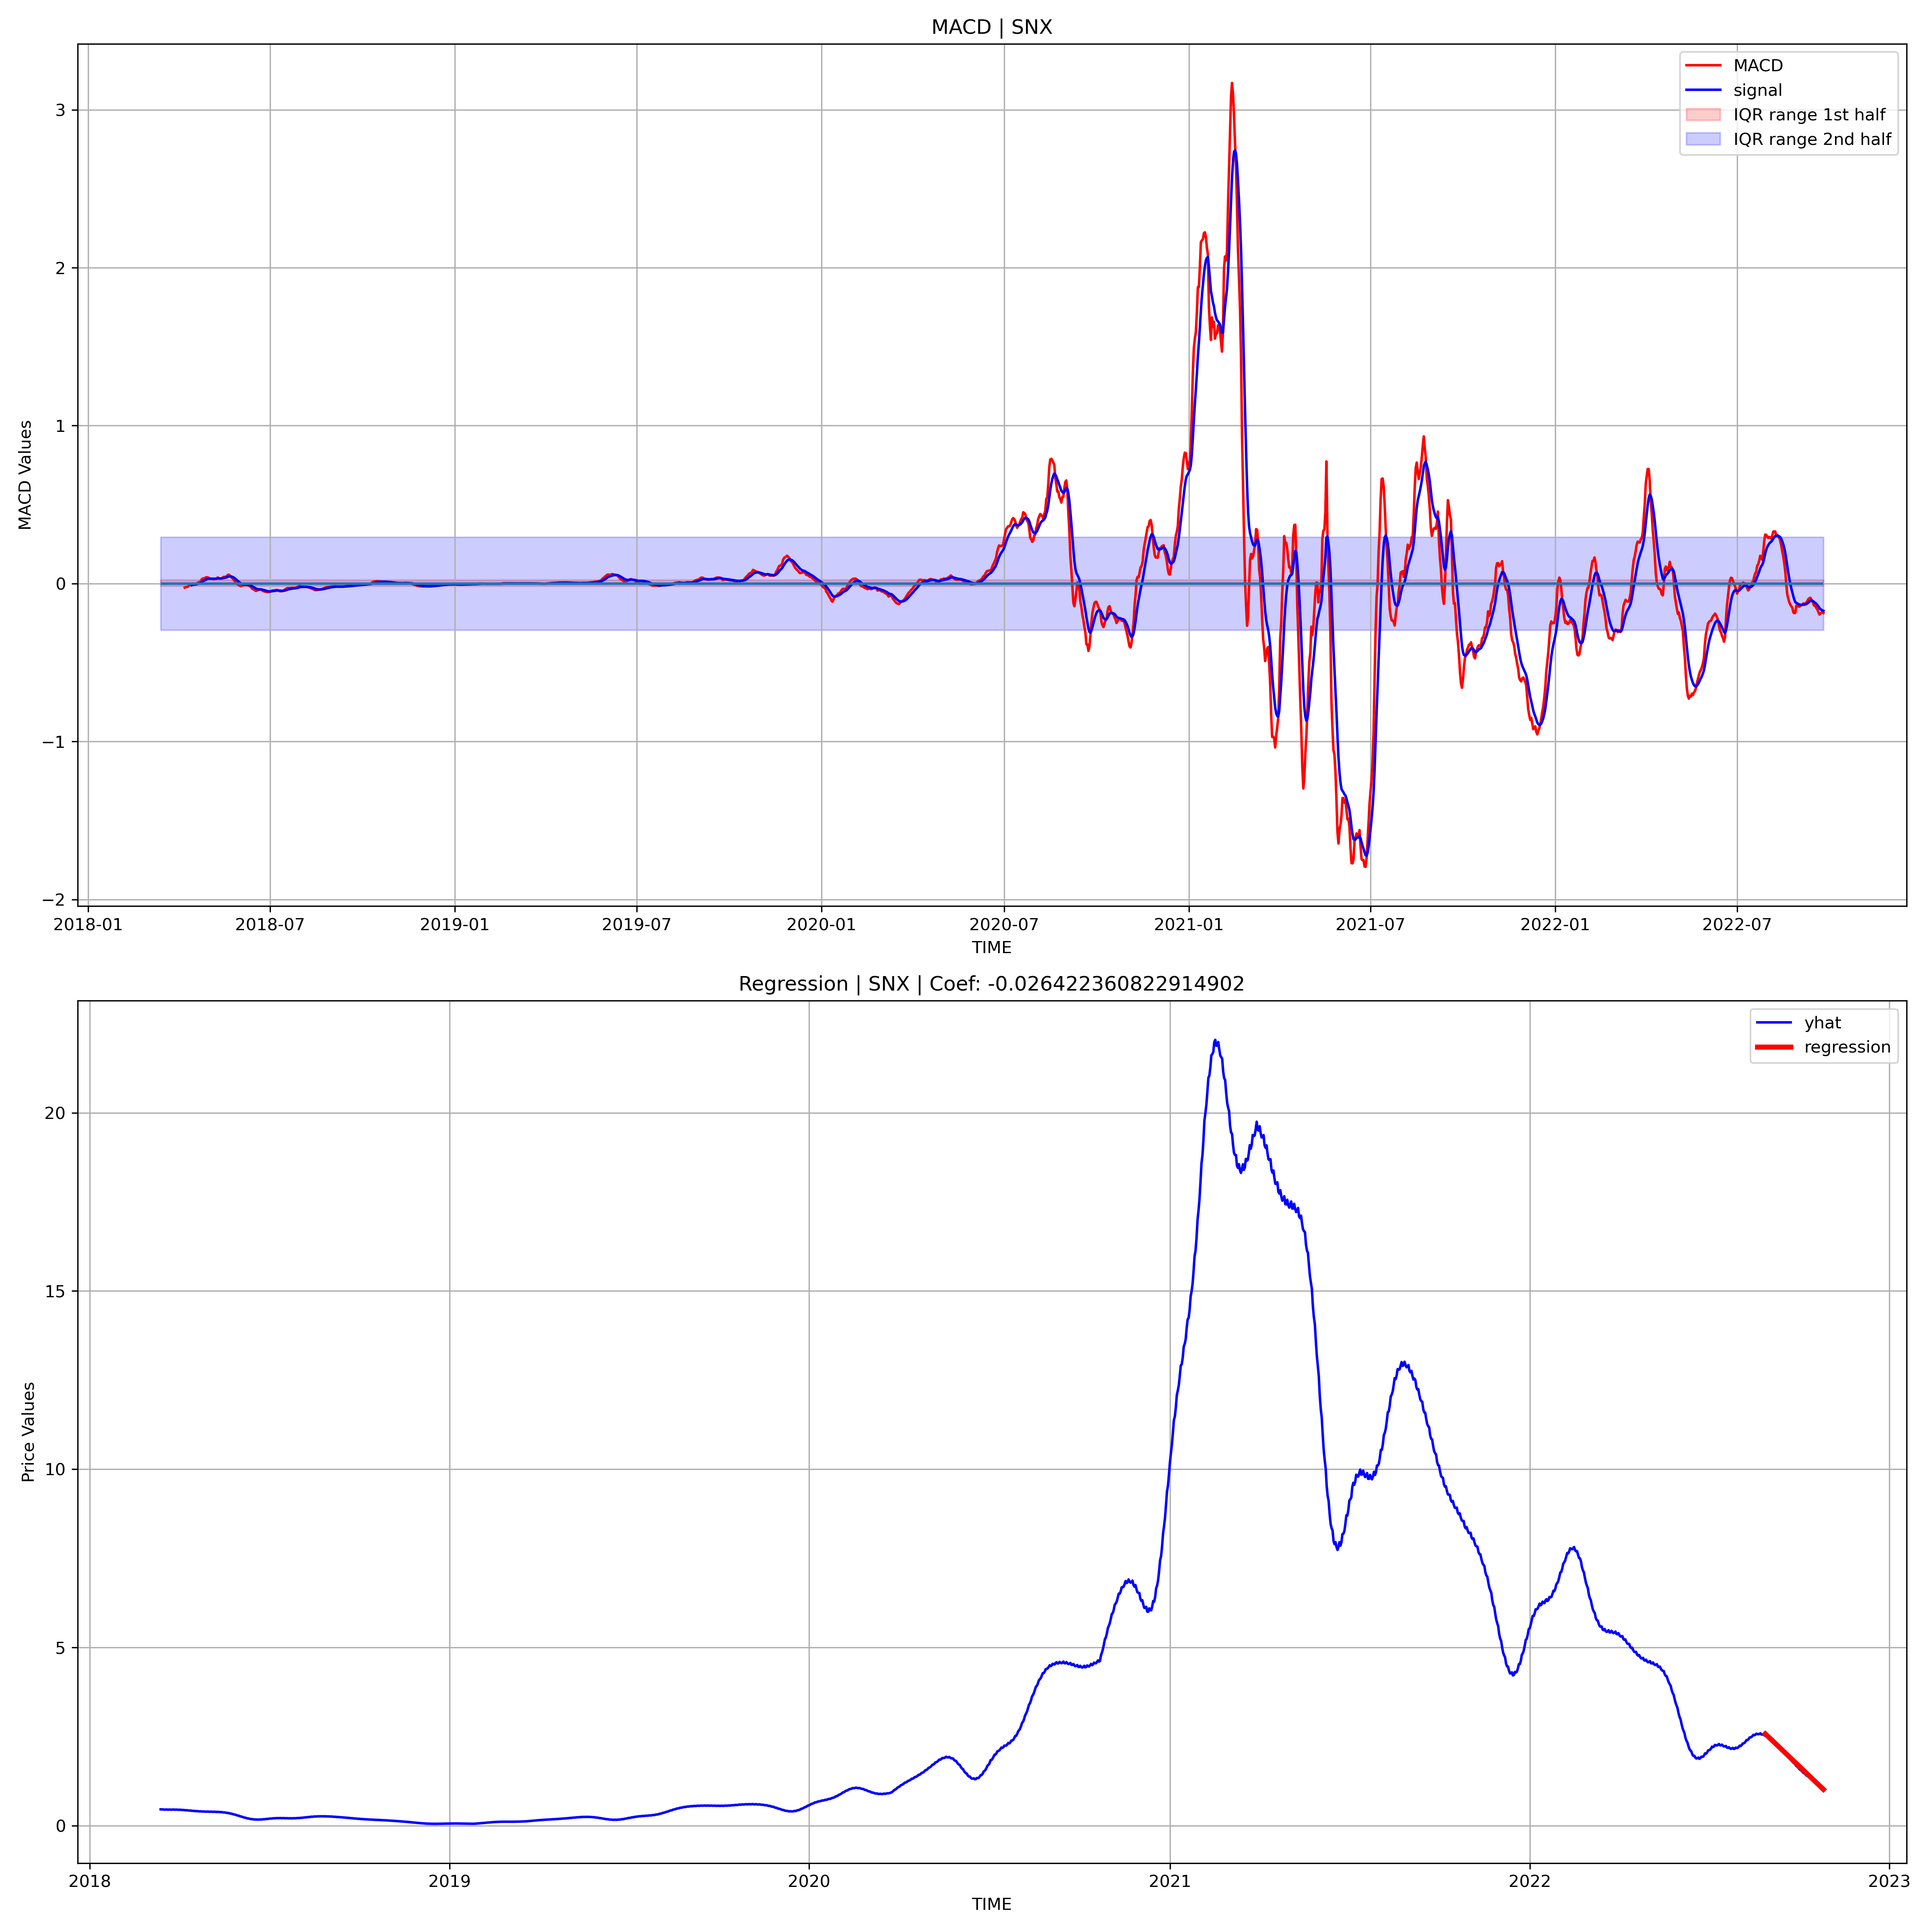 MACD | SNX
MACD
signal
IQR range 1st half
IQR range 2nd half
MACD Values
3
2
1
0
−1
−2
2018-01 2018-07 2019-01 2019-07 2020-01 2020-07 2021-01 2021-07 2022-01 2022-07
TIME
Regression | SNX | Coef: -0.026422360822914902
yhat
regression
Price Values
20
15
10
5
0
2018 2019 2020 2021 2022 2023
TIME